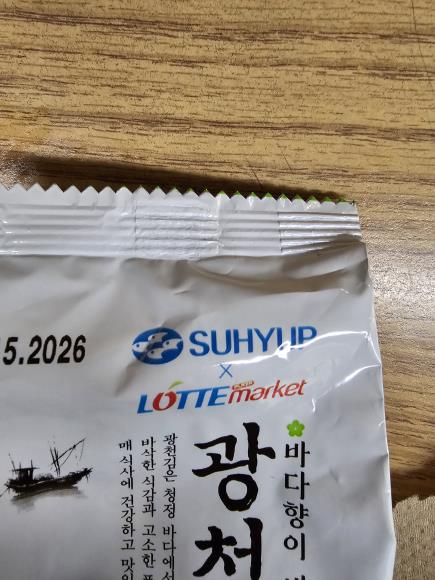 5.2026
SUHYUP
×
LOTTE market
바다향이
광천
광천김은 청정 바다에서
바삭한 식감과 고소한
매 식사에 건강하고 맛있